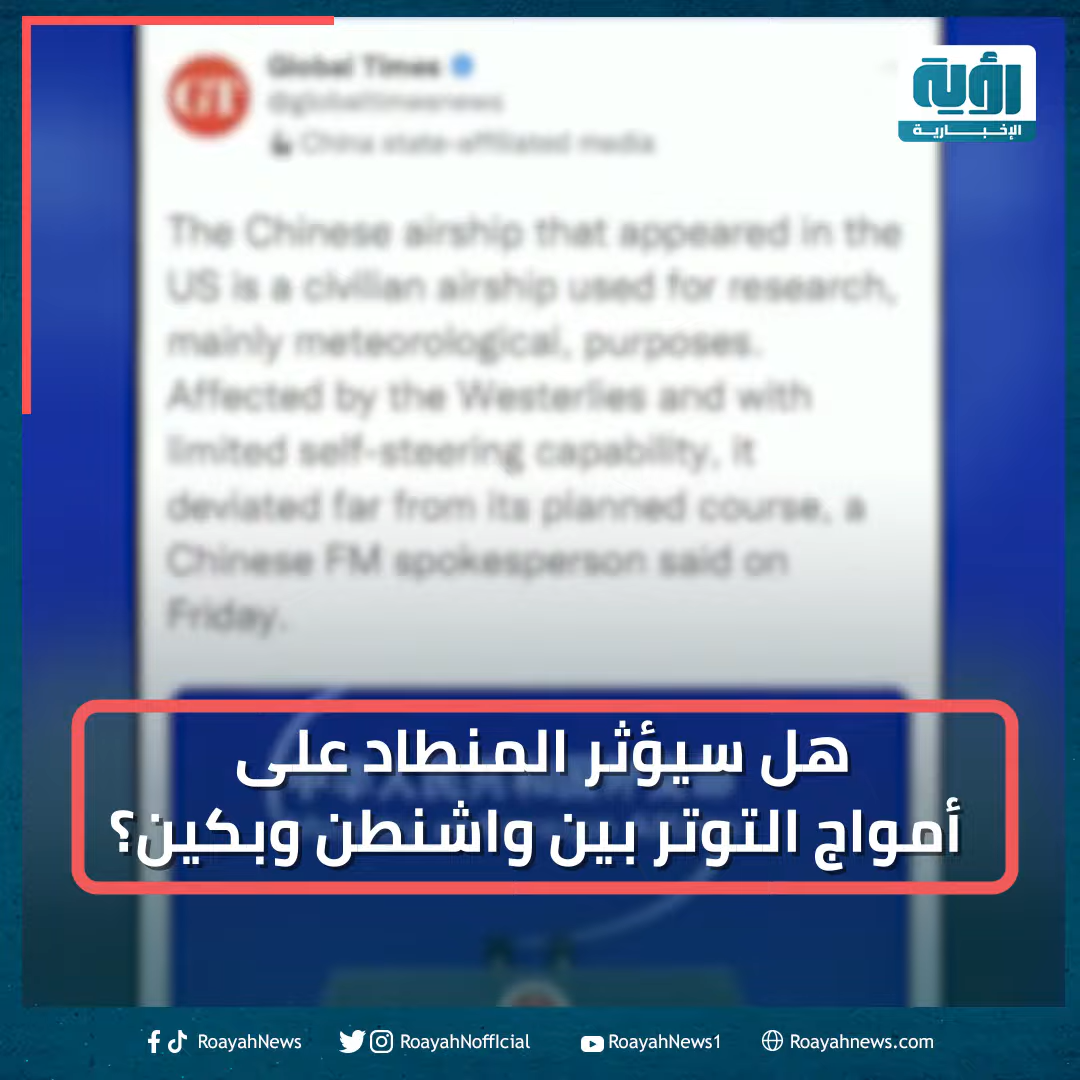 Global Times
@globaltimesnews
China state-affiliated media
رؤية
الإخبارية
The Chinese airship that appeared in the
US is a civilian airship used for research,
mainly meteorological, purposes.
Affected by the Westerlies and with
limited self-steering capability, it
deviated far from its planned course, a
Chinese FM spokesperson said on
Friday.
هل سيؤثر المنطاد على
أمواج التوتر بين واشنطن وبكين؟
RoayahNews
RoayahNoffIcial
RoayahNews1
Roayahnews.com